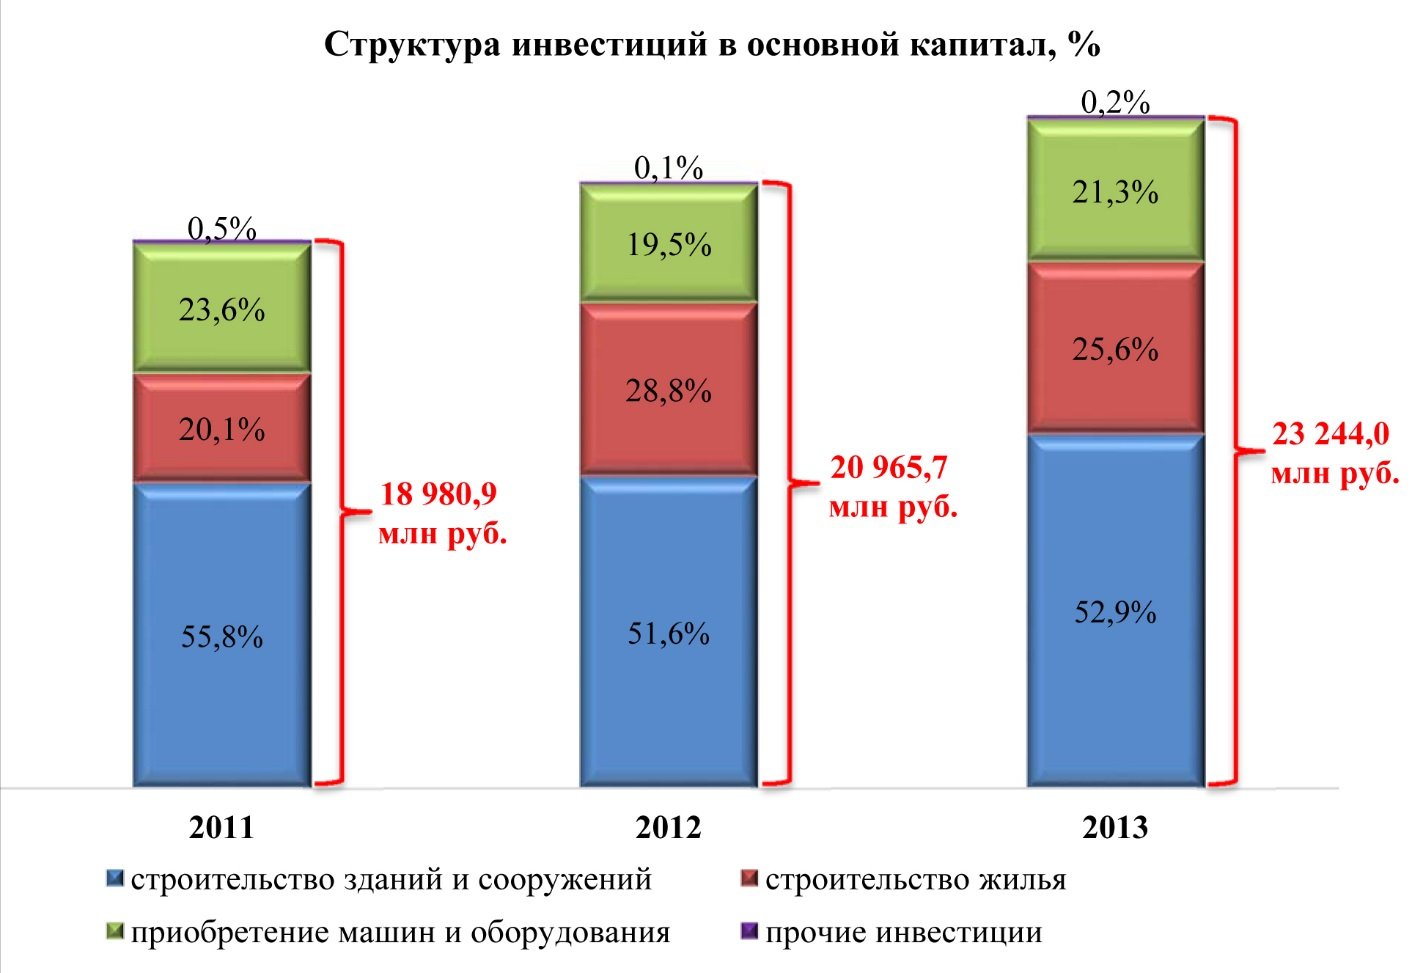 Структура инвестиций в основной капитал, %
0,5%
23,6%
20,1%
55,8%
18 980,9
млн руб.
0,1%
19,5%
28,8%
51,6%
20 965,7
млн руб.
0,2%
21,3%
25,6%
52,9%
23 244,0
млн руб.
2011 2012 2013
строительство зданий и сооружений строительство жилья
приобретение машин и оборудования прочие инвестиции